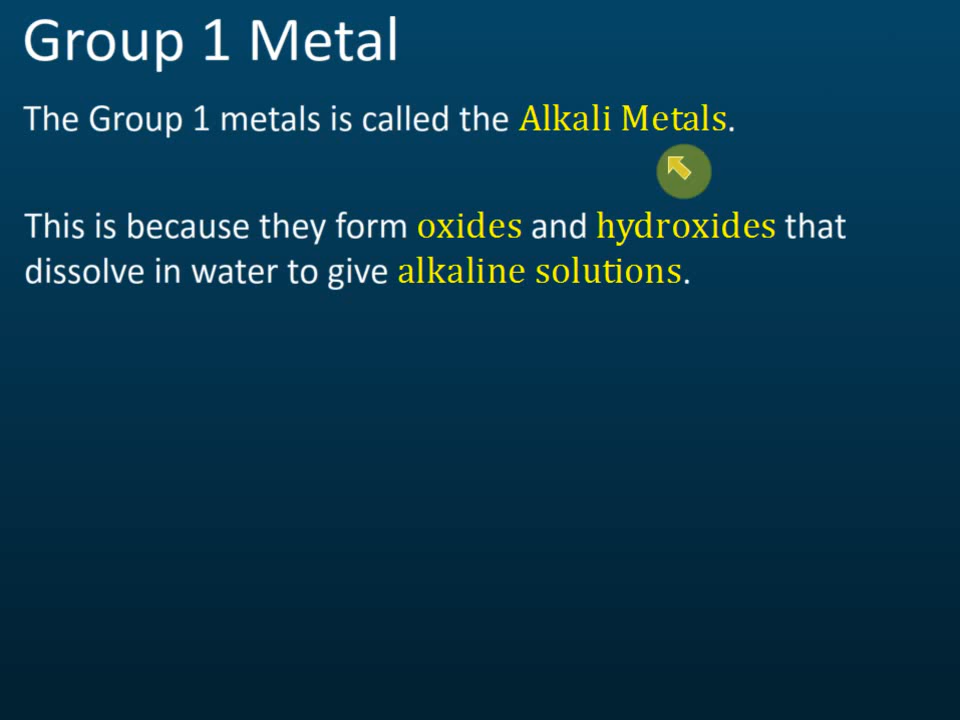 Group 1 Metal
The Group 1 metals is called the Alkali Metals.
This is because they form oxides and hydroxides that
dissolve in water to give alkaline solutions.